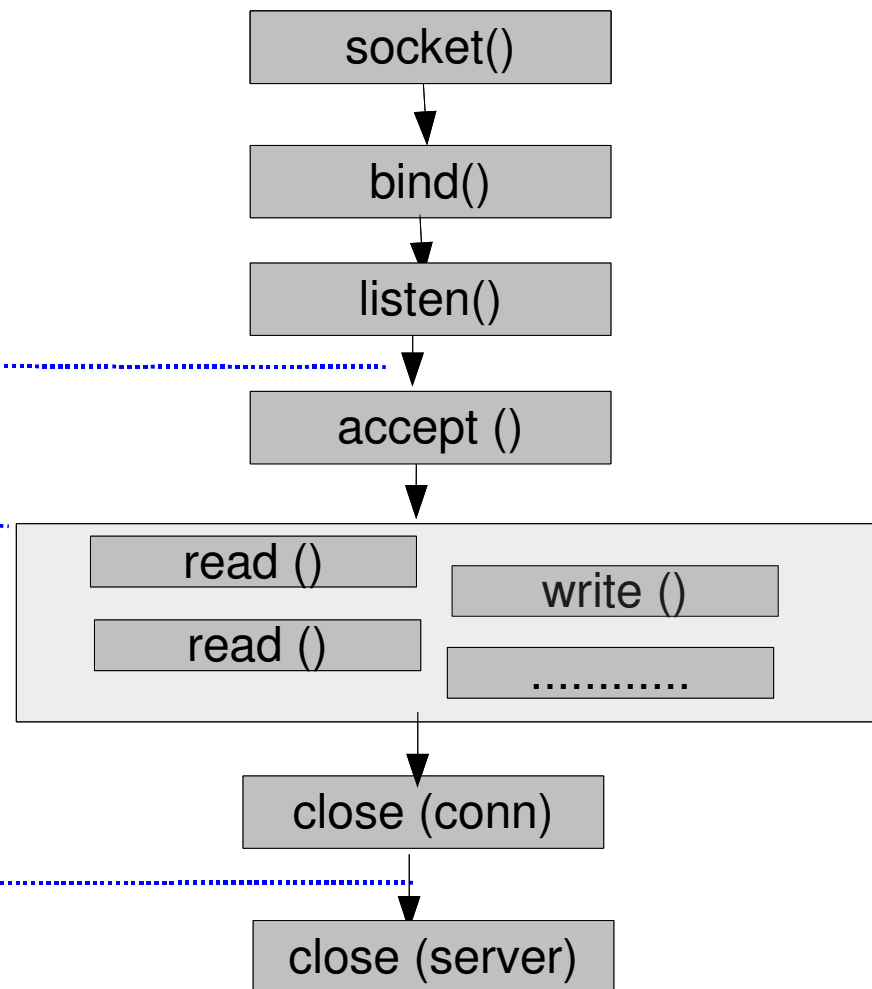 socket()
bind()
listen()
accept ()
read ()
write ()
read ()
............
close (conn)
close (server)